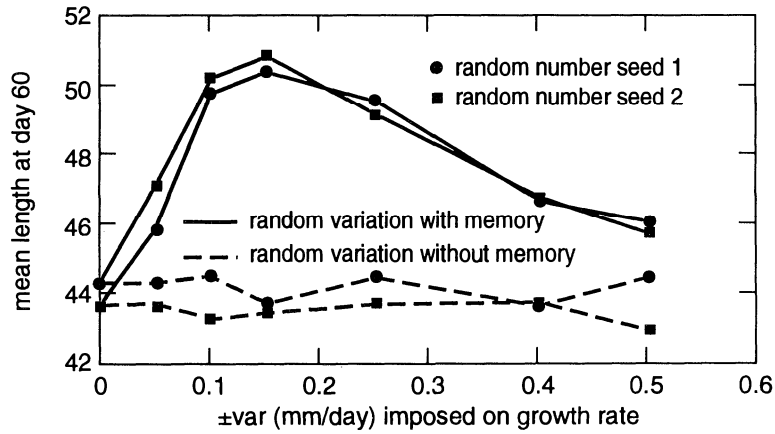 52
50
48
46
44
42
mean length at day 60
random number seed 1
random number seed 2
random variation with memory
random variation without memory
0 0.1 0.2 0.3 0.4 0.5 0.6
±var (mm/day) imposed on growth rate